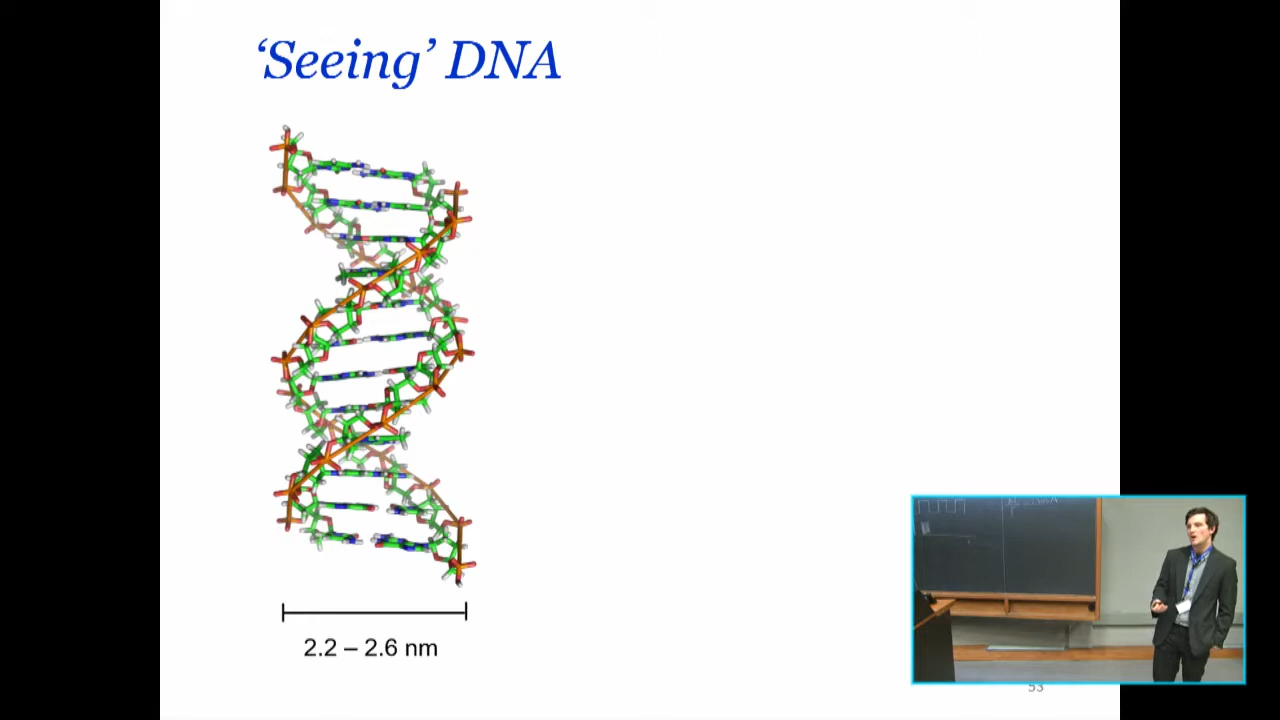 ‘Seeing’ DNA
2.2 – 2.6 nm
53